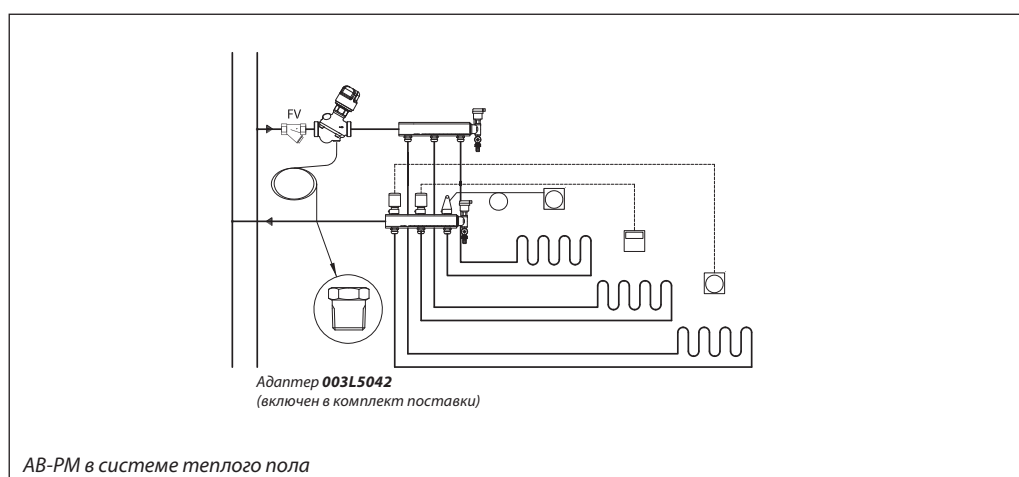 FV
Адаптер 003L5042
(включен в комплект поставки)
AB-PM в системе теплого пола